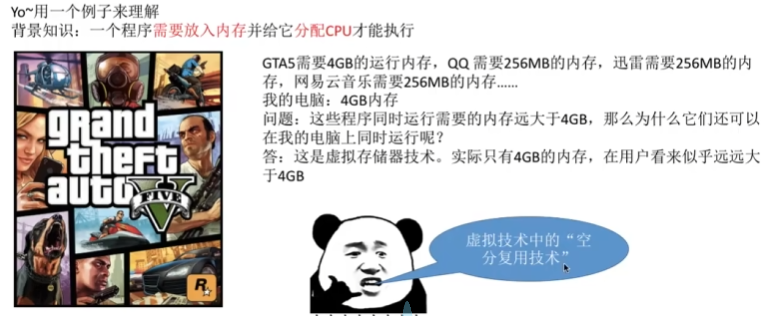 Yo~用一个例子来理解
背景知识：一个程序需要放入内存并给它分配CPU才能执行
GTA5需要4GB的运行内存，QQ 需要256MB的内存，迅雷需要256MB的内
存，网易云音乐需要256MB的内存……
我的电脑：4GB内存
问题：这些程序同时运行需要的内存远大于4GB，那么为什么它们还可以
在我的电脑上同时运行呢？
答：这是虚拟存储器技术。实际只有4GB的内存，在用户看来似乎远远大
于4GB
grand
theft
auto
V
FIVE
R
虚拟技术中的“空
分复用技术”